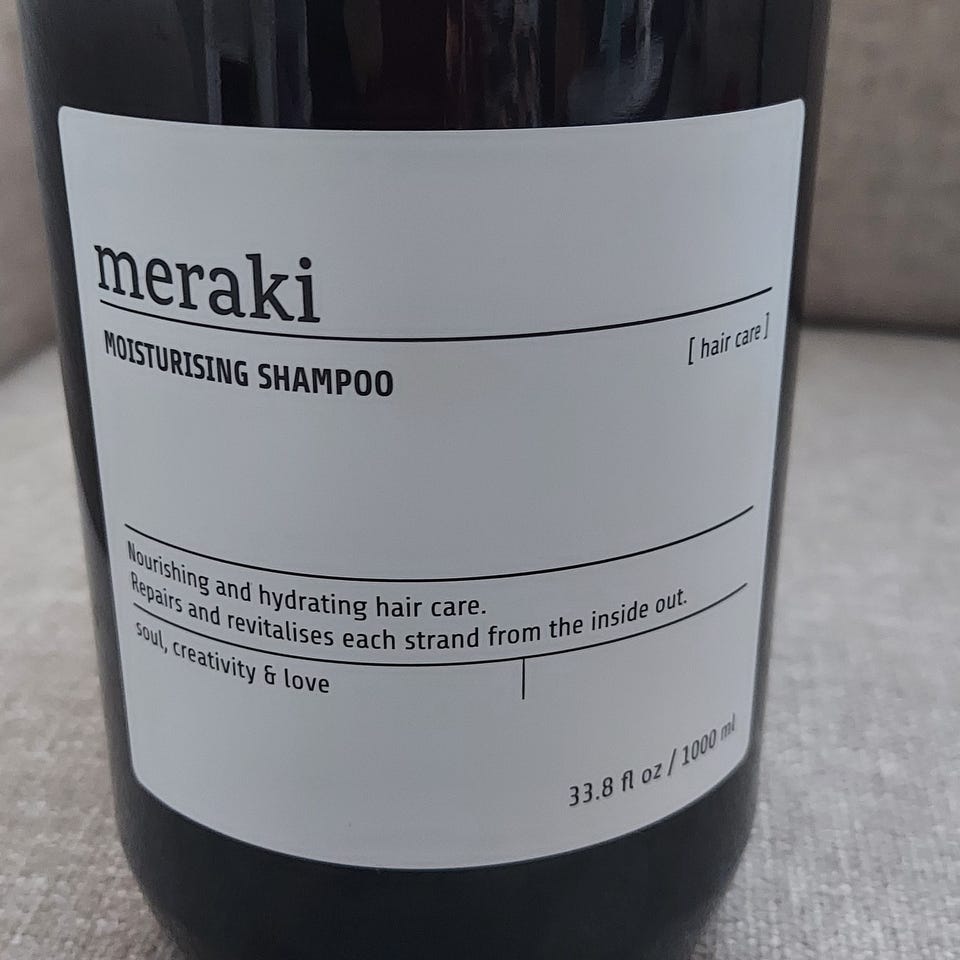 meraki
MOISTURISING SHAMPOO
[ hair care ]
Nourishing and hydrating hair care.
Repairs and revitalises each strand from the inside out.
soul, creativity & love
33.8 fl oz / 1000 ml